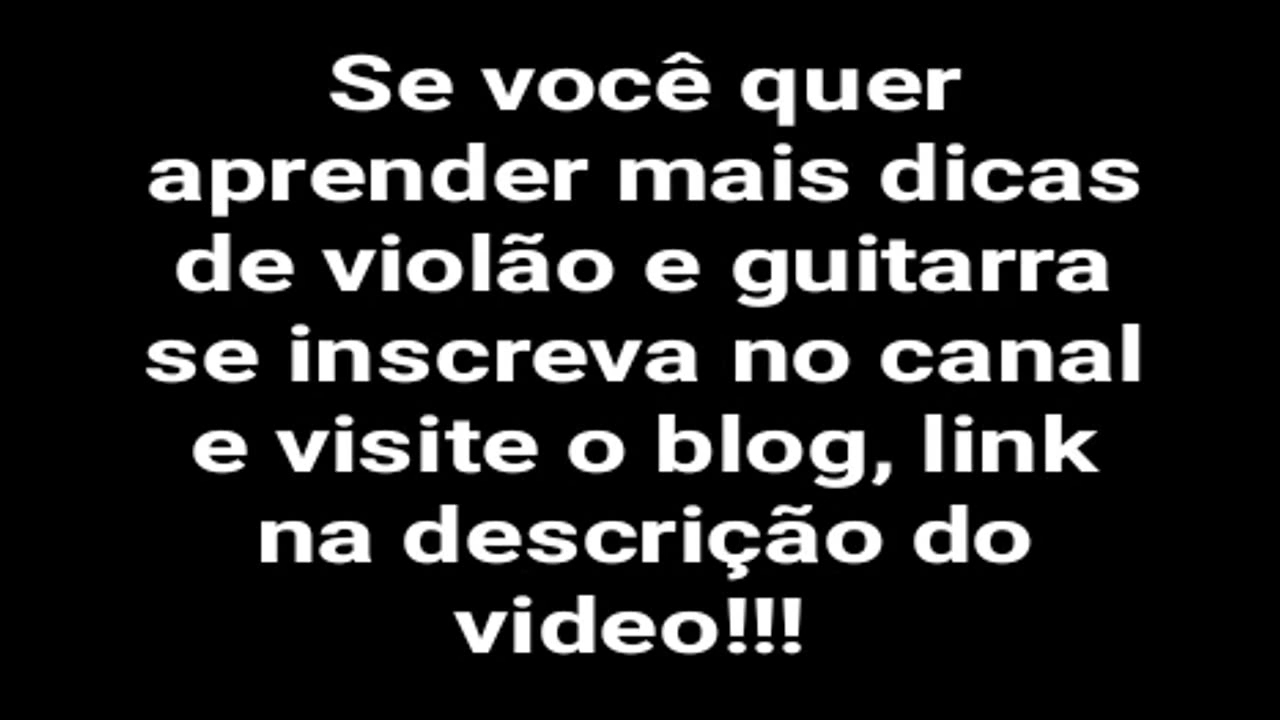 Se você quer
aprender mais dicas
de violão e guitarra
se inscreva no canal
e visite o blog, link
na descrição do
video!!!